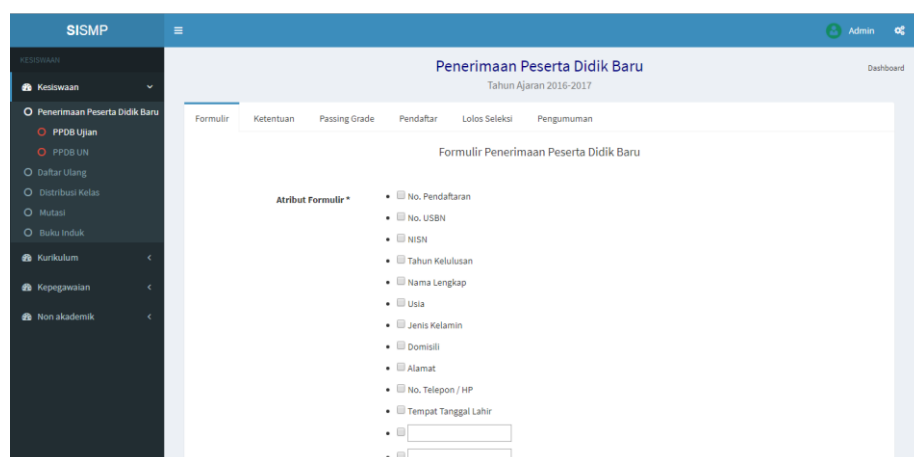 SISMP
Admin
KESISWAAN
Kesiswaan
Penerimaan Peserta Didik Baru
PPDB Ujian
PPDB UN
Daftar Ulang
Distribusi Kelas
Mutasi
Buku Induk
Kurikulum
Kepegawaian
Non akademik
Penerimaan Peserta Didik Baru
Tahun Ajaran 2016-2017
Dashboard
Formulir Ketentuan Passing Grade Pendaftar Lolos Seleksi Pengumuman
Formulir Penerimaan Peserta Didik Baru
Atribut Formulir *
No. Pendaftaran
No. USBN
NISN
Tahun Kelulusan
Nama Lengkap
Usia
Jenis Kelamin
Domisili
Alamat
No. Telepon / HP
Tempat Tanggal Lahir